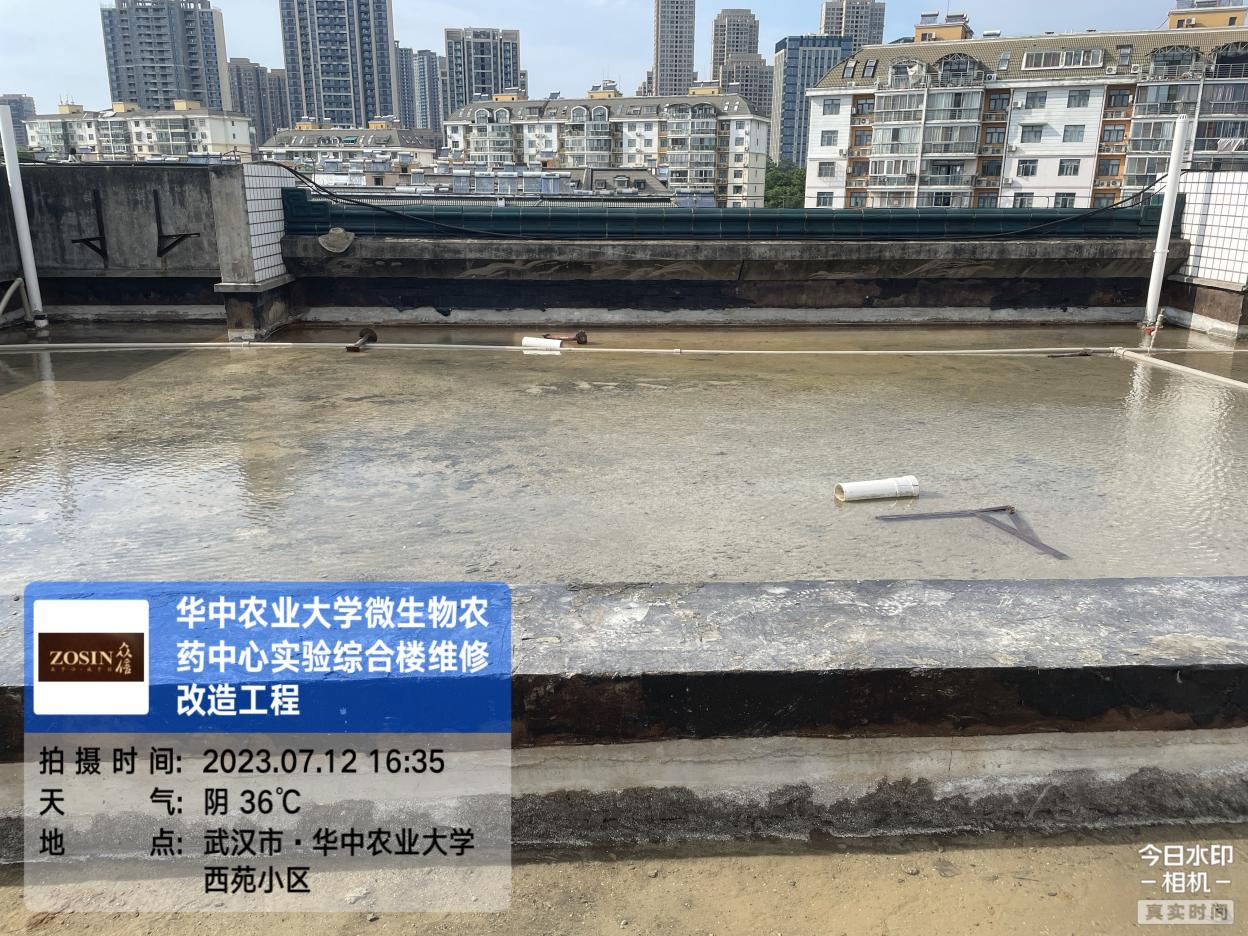 华中农业大学微生物农
药中心实验综合楼维修
改造工程
ZOSIN众信
拍摄时间: 2023.07.12 16:35
天气: 阴 36℃
地点: 武汉市·华中农业大学
西苑小区
今日水印
相机
真实时间